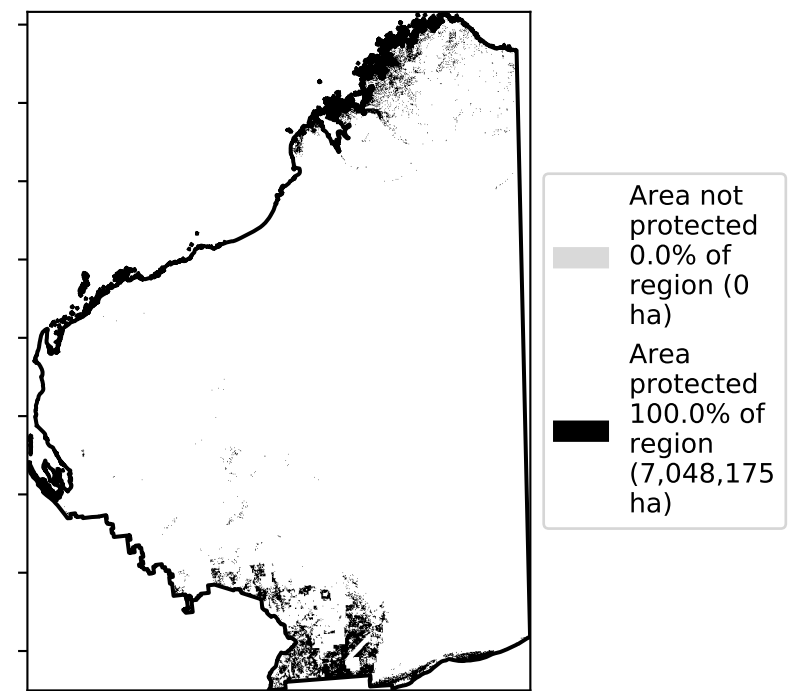 Area not
protected
0.0% of
region (0
ha)
Area
protected
100.0% of
region
(7,048,175
ha)